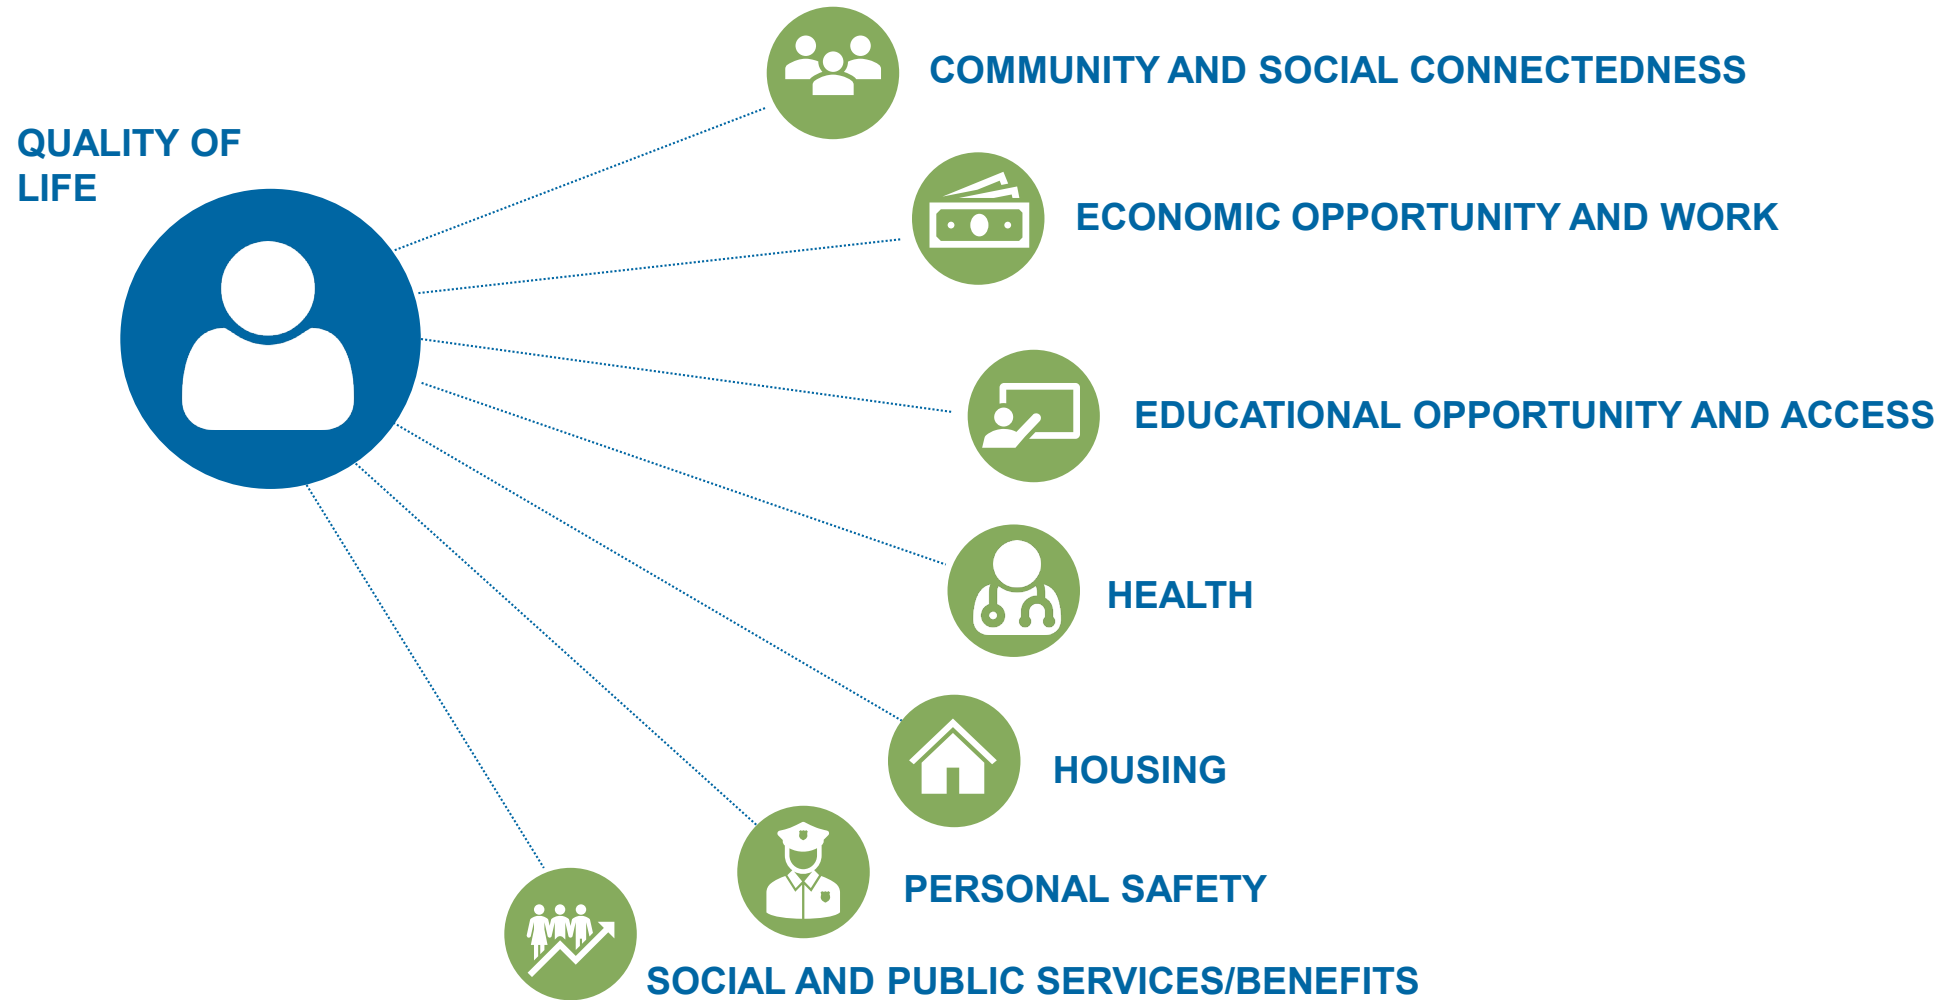 COMMUNITY AND SOCIAL CONNECTEDNESS
QUALITY OF
LIFE
ECONOMIC OPPORTUNITY AND WORK
EDUCATIONAL OPPORTUNITY AND ACCESS
HEALTH
HOUSING
PERSONAL SAFETY
SOCIAL AND PUBLIC SERVICES/BENEFITS